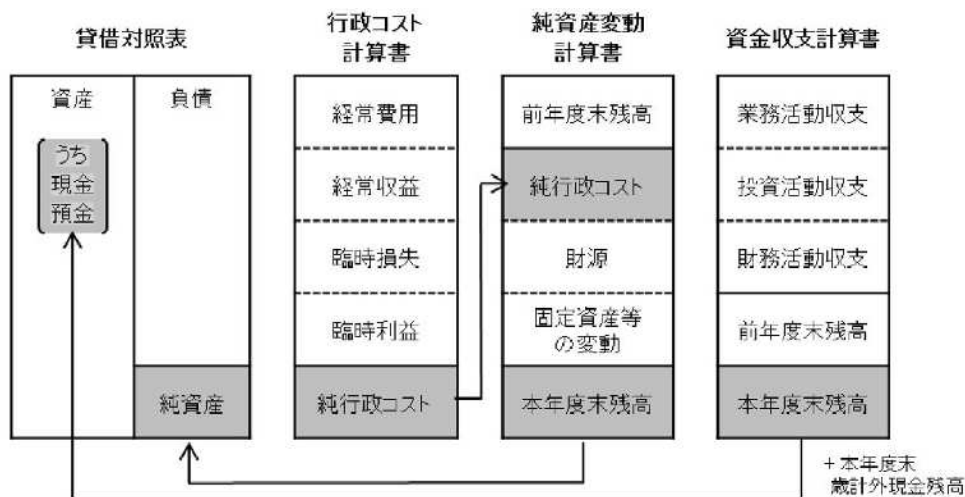 貸借対照表
資産
負債
うち
現金
預金
純資産
行政コスト
計算書
経常費用
経常収益
臨時損失
臨時利益
純行政コスト
純資産変動
計算書
前年度末残高
純行政コスト
財源
固定資産等
の変動
本年度末残高
資金収支計算書
業務活動収支
投資活動収支
財務活動収支
前年度末残高
本年度末残高
+本年度末
歳計外現金残高